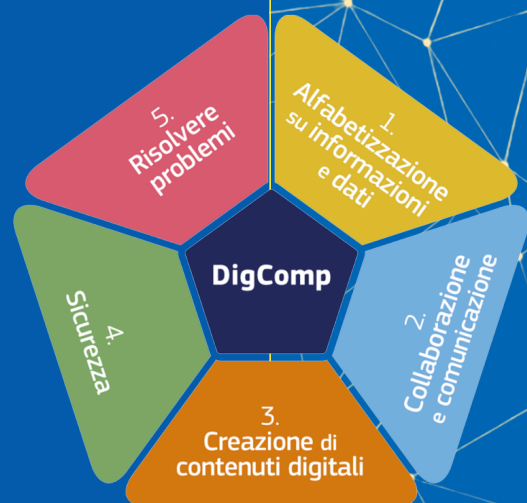 DigComp
1.
Alfabetizzazione
su informazioni
e dati
2.
Collaborazione
e comunicazione
3.
Creazione di
contenuti digitali
4.
Sicurezza
5.
Risolvere
problemi